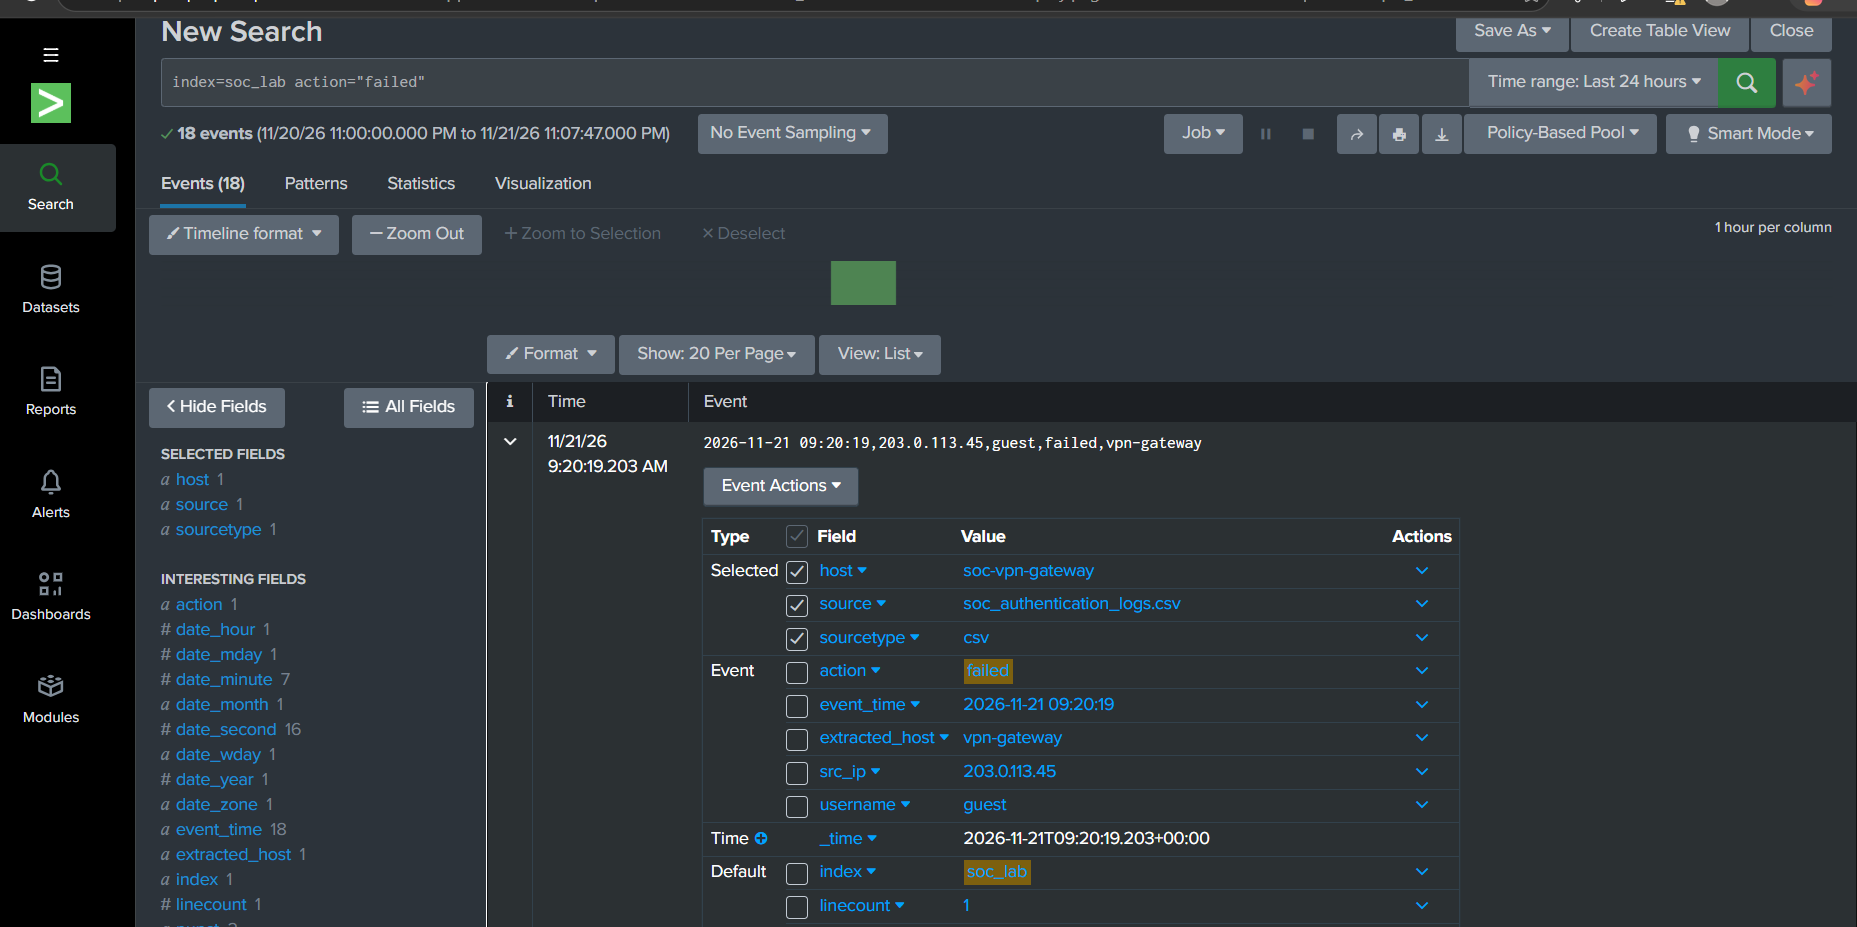 New Search
Save As
Create Table View
Close
index=soc_lab action="failed"
Time range: Last 24 hours
18 events (11/20/26 11:00:00.000 PM to 11/21/26 11:07:47.000 PM)
No Event Sampling
Job
Policy-Based Pool
Smart Mode
Events (18)
Patterns
Statistics
Visualization
Timeline format
Zoom Out
+ Zoom to Selection
× Deselect
1 hour per column
Format
Show: 20 Per Page
View: List
Search
Datasets
Reports
Alerts
Dashboards
Modules
Hide Fields
All Fields
SELECTED FIELDS
a host 1
a source 1
a sourcetype 1
INTERESTING FIELDS
a action 1
# date_hour 1
# date_mday 1
# date_minute 7
a date_month 1
# date_second 16
a date_wday 1
# date_year 1
a date_zone 1
a event_time 18
a extracted_host 1
a index 1
# linecount 1
i
Time
Event
11/21/26
9:20:19.203 AM
2026-11-21 09:20:19,203.0.113.45,guest,failed,vpn-gateway
Event Actions
Type Field Value Actions
Selected host soc-vpn-gateway
source soc_authentication_logs.csv
sourcetype csv
Event action failed
event_time 2026-11-21 09:20:19
extracted_host vpn-gateway
src_ip 203.0.113.45
username guest
Time _time 2026-11-21T09:20:19.203+00:00
Default index soc_lab
linecount 1